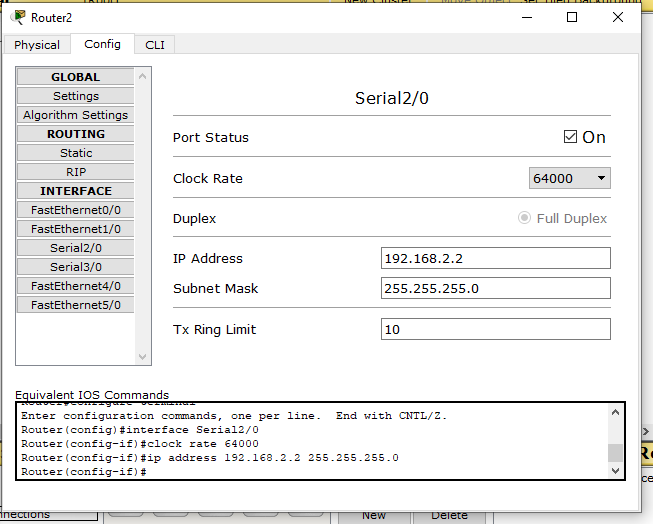 Router2
Physical Config CLI
GLOBAL
Settings
Algorithm Settings
ROUTING
Static
RIP
INTERFACE
FastEthernet0/0
FastEthernet1/0
Serial2/0
Serial3/0
FastEthernet4/0
FastEthernet5/0
Serial2/0
Port Status On
Clock Rate 64000
Duplex Full Duplex
IP Address 192.168.2.2
Subnet Mask 255.255.255.0
Tx Ring Limit 10
Equivalent IOS Commands
Router#configure terminal
Enter configuration commands, one per line. End with CNTL/Z.
Router(config)#interface Serial2/0
Router(config-if)#clock rate 64000
Router(config-if)#ip address 192.168.2.2 255.255.255.0
Router(config-if)#
New Delete